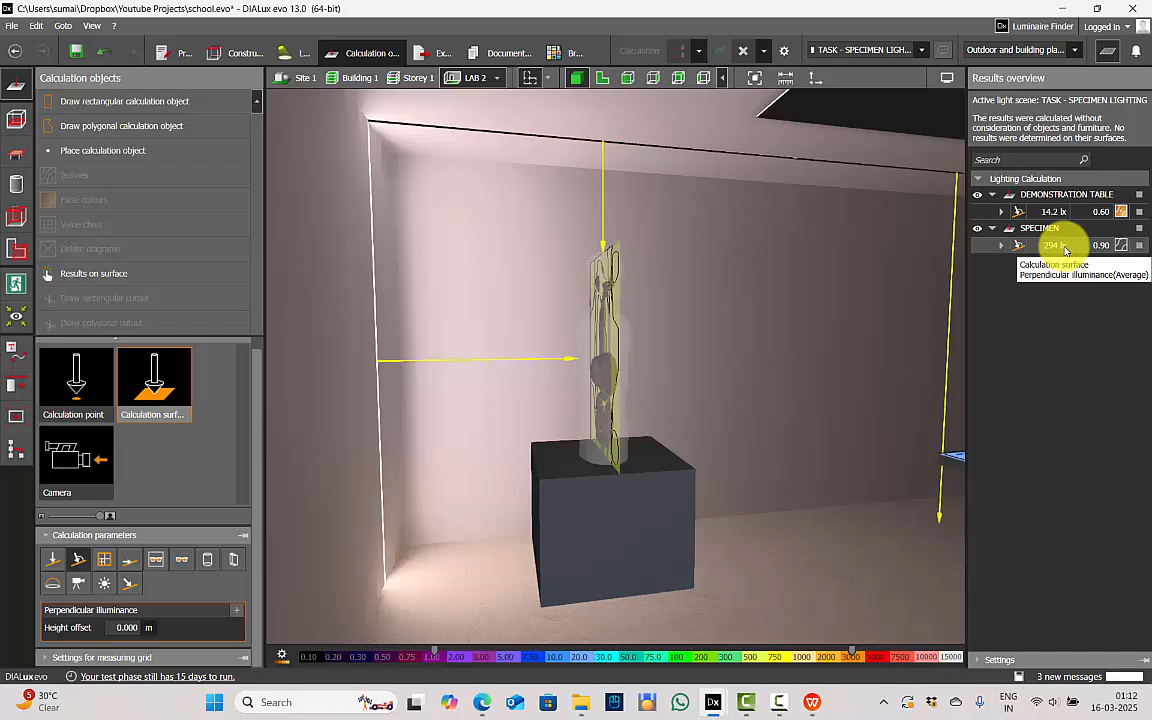 C:\Users\sumai\Dropbox\Youtube Projects\school.evo* - DIALux evo 13.0 (64-bit)
File Edit Goto View ?
Dx Luminaire Finder Logged in
Pr... Constru... L... Calculation o... Ex... Document... Br... Calculation TASK - SPECIMEN LIGH... Outdoor and building pla...
Calculation objects
Site 1 Building 1 Storey 1 LAB 2
Results overview
Draw rectangular calculation object
Draw polygonal calculation object
Place calculation object
Isolines
False colours
Value chart
Delete diagrams
Results on surface
Draw rectangular cutout
Draw polygonal cutout
Calculation point
Calculation surf...
Camera
Calculation parameters
Perpendicular illuminance
Height offset 0.000 m
Settings for measuring grid
Active light scene: TASK - SPECIMEN LIGHTING
The results were calculated without
consideration of objects and furniture. No
results were determined on their surfaces.
Search
Lighting Calculation
DEMONSTRATION TABLE
14.2 lx 0.60
SPECIMEN
294 lx 0.90
Calculation surface
Perpendicular illuminance(Average)
0.10 0.20 0.30 0.50 0.75 1.00 2.00 3.00 5.00 7.50 10.0 20.0 30.0 50.0 75.0 100 200 300 500 750 1000 2000 3000 5000 7500 10000 15000
Settings
DIALux evo Your test phase still has 15 days to run.
3 new messages
5 30°C
Clear
Search
Dx
ENG
IN
01:12
16-03-2025